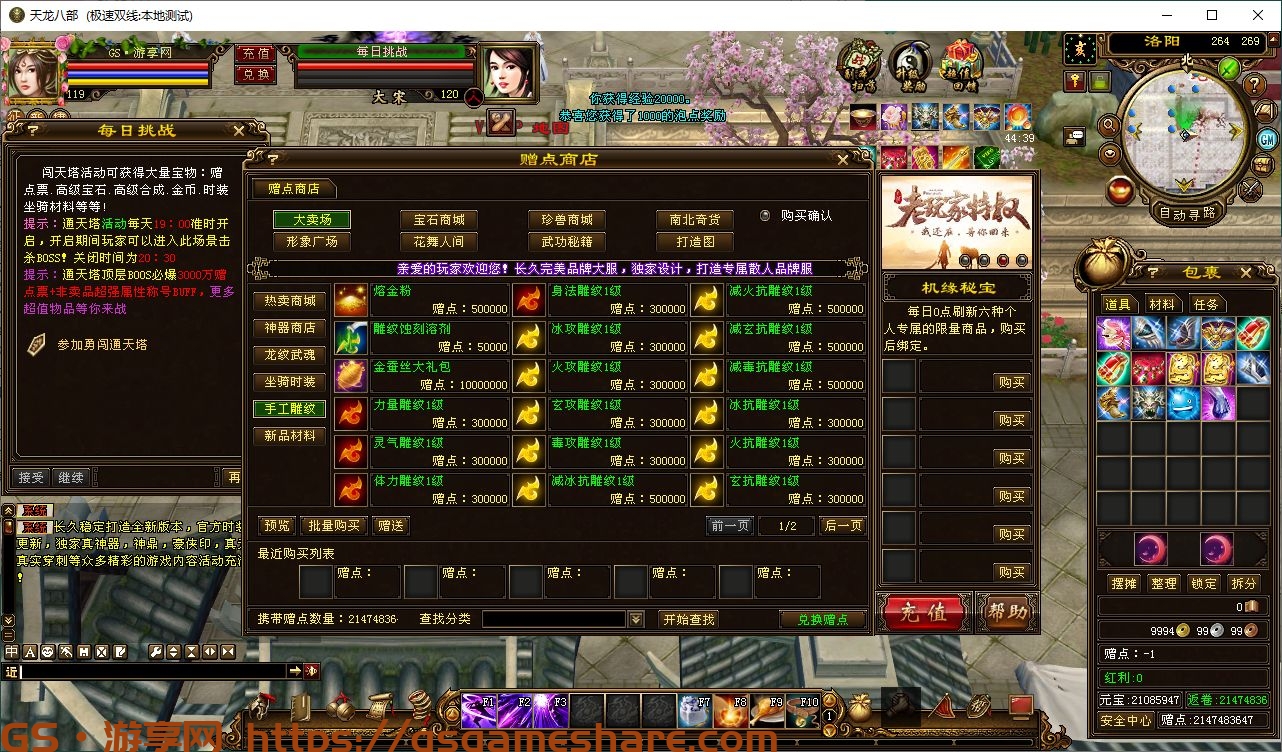 天龙八部 (极速双线:本地测试)
GS·游享网
119
充值
兑换
每日挑战
大宋
120
你获得经验20000。
恭喜您获得了1000的泡点奖励
地图
44:39
洛阳
264 269
北
GM
自动寻路
每日挑战
闯天塔活动可获得大量宝物：赠
点票.高级宝石.高级合成.金币.时装
坐骑材料等等!
提示：通天塔活动每天19：00准时开
启，开启期间玩家可以进入此场景击
杀BOSS! 关闭时间为20：30
提示：通天塔顶层BOOS必爆3000万赠
点票+非卖品超强属性称号BUFF，更多
超值物品等你来战
参加勇闯通天塔
接受
继续
再
赠点商店
赠点商店
大卖场
宝石商城
珍兽商城
南北奇货
购买确认
形象广场
花舞人间
武功秘籍
打造图
亲爱的玩家欢迎您! 长久完美品牌大服，独家设计，打造专属散人品牌服
热卖商城
神器商店
龙纹武魂
坐骑时装
手工雕纹
新品材料
熔金粉
赠点：500000
身法雕纹1级
赠点：300000
减火抗雕纹1级
赠点：500000
雕纹蚀刻溶剂
赠点：50000
冰攻雕纹1级
赠点：300000
减玄抗雕纹1级
赠点：500000
金蚕丝大礼包
赠点：10000000
火攻雕纹1级
赠点：300000
减毒抗雕纹1级
赠点：500000
力量雕纹1级
赠点：300000
玄攻雕纹1级
赠点：300000
冰抗雕纹1级
赠点：300000
灵气雕纹1级
赠点：300000
毒攻雕纹1级
赠点：300000
火抗雕纹1级
赠点：300000
体力雕纹1级
赠点：300000
减冰抗雕纹1级
赠点：500000
玄抗雕纹1级
赠点：300000
预览
批量购买
赠送
前一页
1/2
后一页
最近购买列表
赠点：
赠点：
赠点：
赠点：
赠点：
携带赠点数量：21474836
查找分类
开始查找
兑换赠点
老玩家特权
我还在，等你回来
机缘秘宝
每日0点刷新六种个
人专属的限量商品，购买
后绑定。
购买
购买
购买
购买
购买
购买
充值
帮助
包裹
道具
材料
任务
摆摊
整理
锁定
拆分
0
9994 99 99
赠点：-1
红利:0
元宝:21085947
返卷:21474836
安全中心
赠点:2147483647
系统
系统
长久稳定打造全新版本，官方时装
更新，独家真神器，神鼎，豪侠印，真实
真实穿刺等众多精彩的游戏内容活动充
!
中
近
F1
F2
F3
F7
F8
F9
F10
1
GS·游享网 https://dsgameshare.com